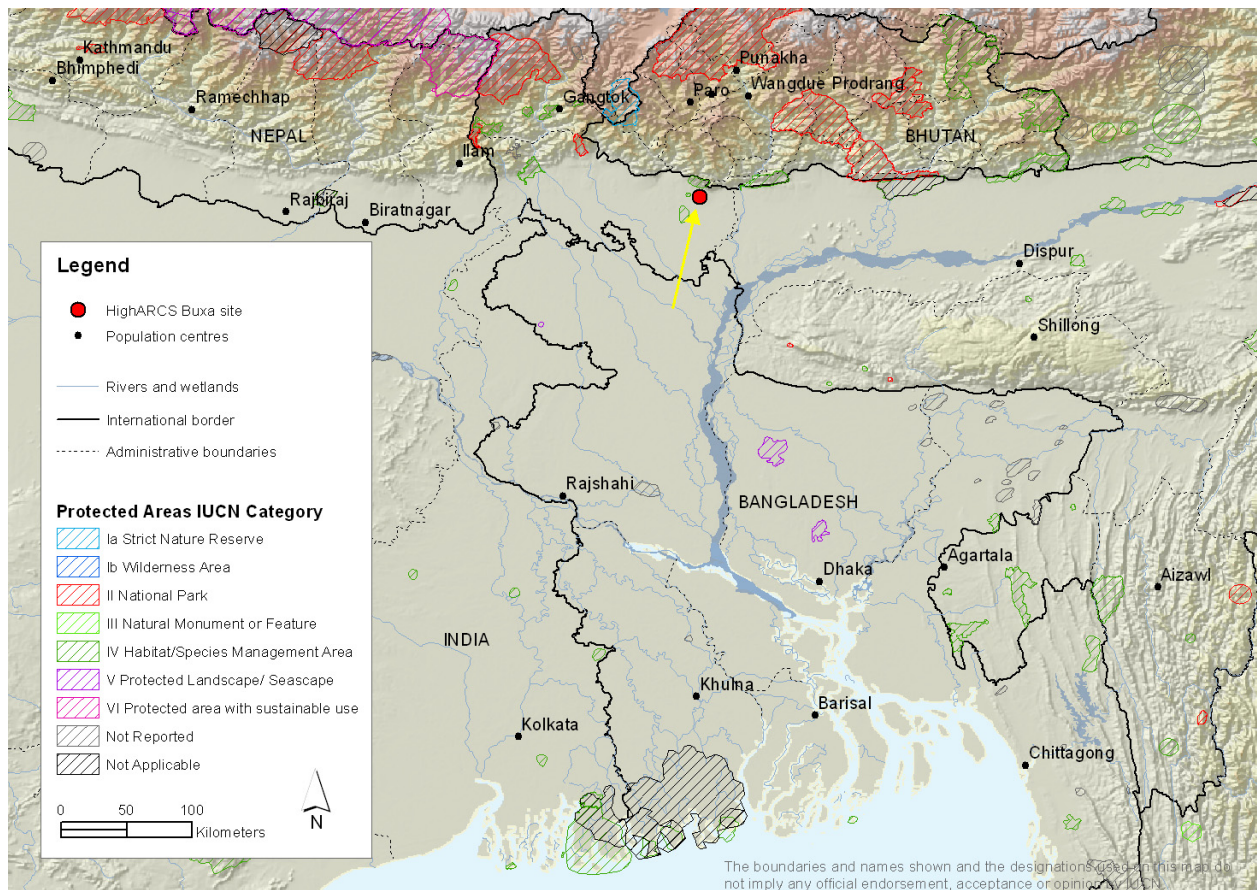 Kathmandu
Bhimphedi
Ramechhap
NEPAL
Ilam
Rajbiraj
Biratnagar
Gangtok
Punakha
Paro
Wangdue Phodrang
BHUTAN
Dispur
Shillong
Legend
HighARCS Buxa site
Population centres
Rivers and wetlands
International border
Administrative boundaries
Protected Areas IUCN Category
Ia Strict Nature Reserve
Ib Wilderness Area
II National Park
III Natural Monument or Feature
IV Habitat/Species Management Area
V Protected Landscape/ Seascape
VI Protected area with sustainable use
Not Reported
Not Applicable
0 50 100
Kilometers
N
Rajshahi
BANGLADESH
Dhaka
Agartala
Aizawl
INDIA
Khulna
Barisal
Kolkata
Chittagong
The boundaries and names shown and the designations used on this map do
not imply any official endorsement, acceptance or opinion by IUCN